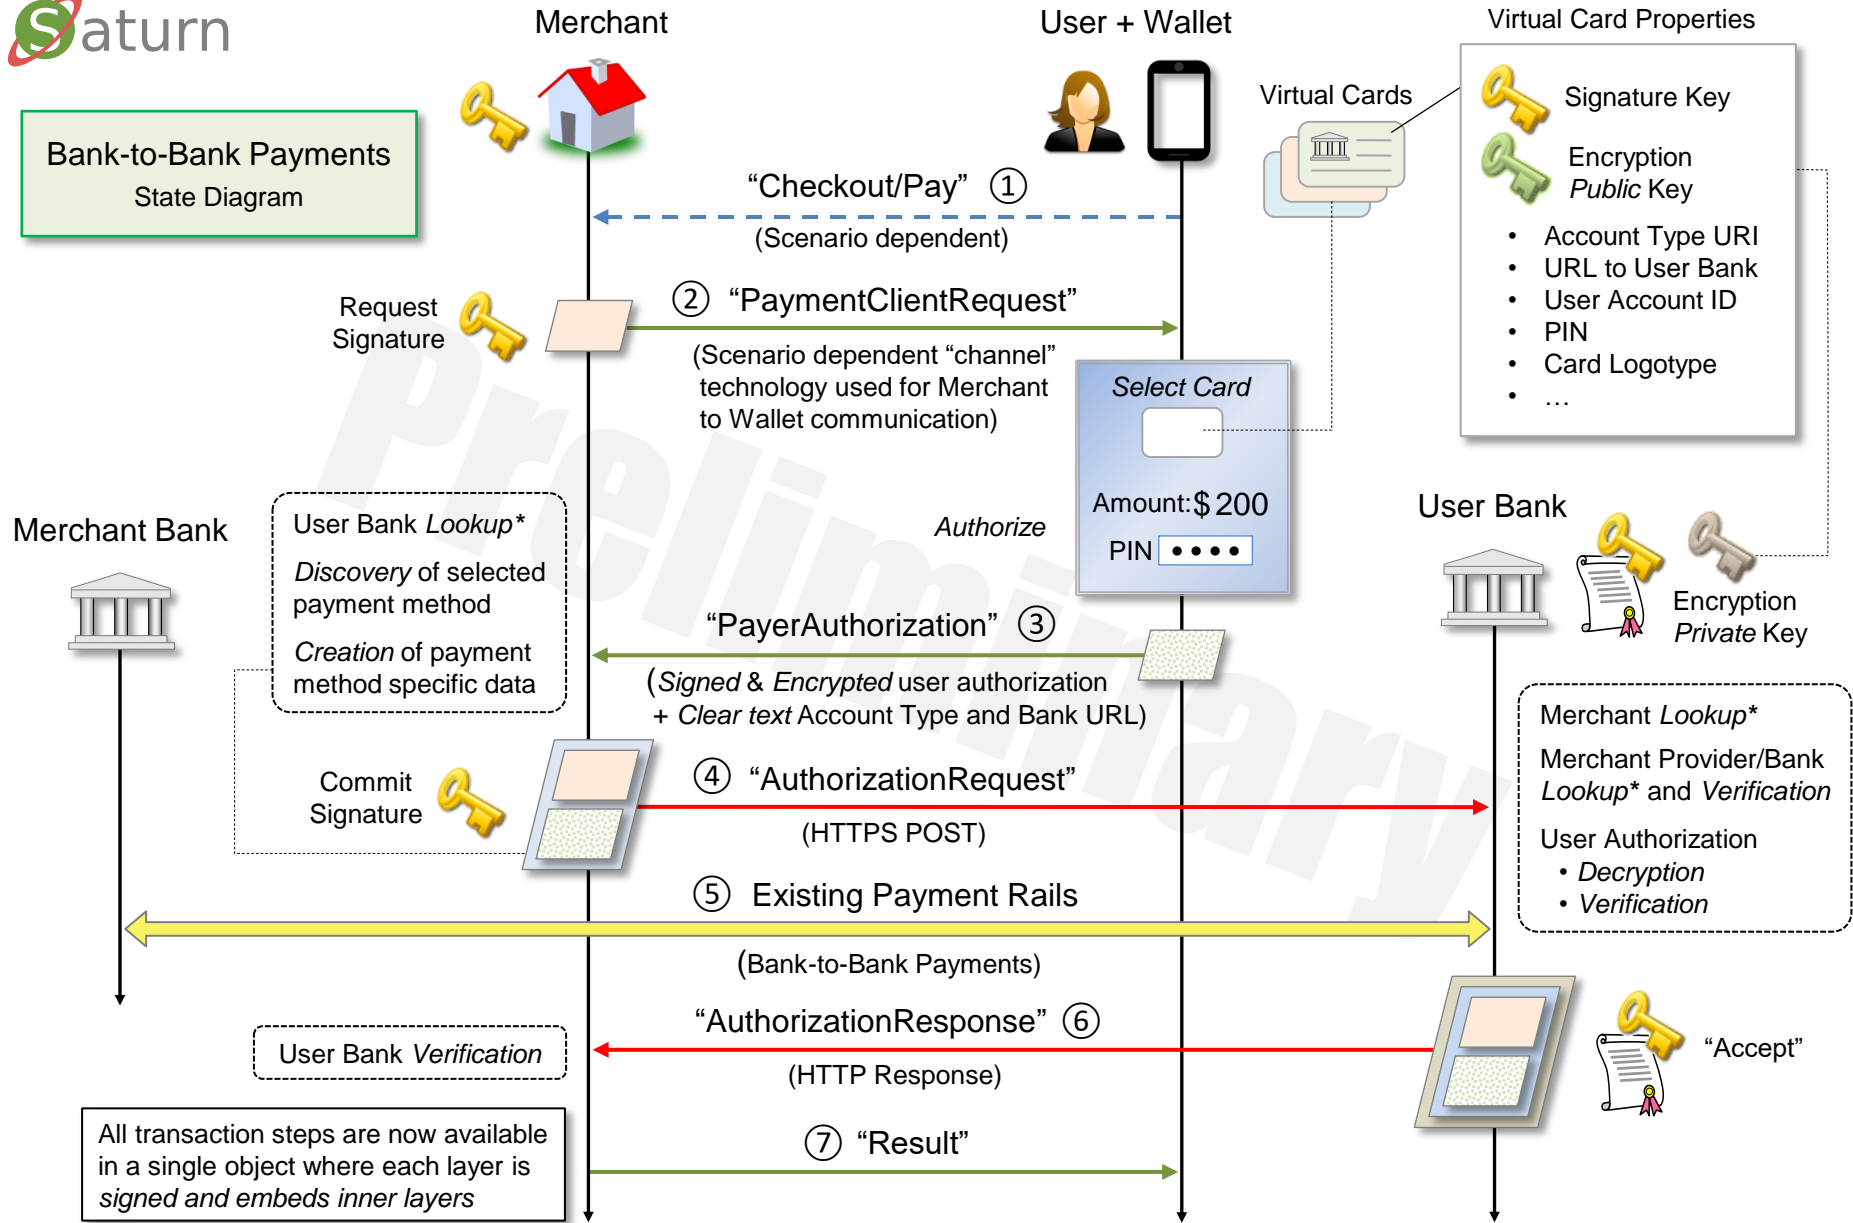 Saturn
Merchant
User + Wallet
Virtual Card Properties
Bank-to-Bank Payments
State Diagram
Virtual Cards
Signature Key
Encryption
Public Key
• Account Type URI
• URL to User Bank
• User Account ID
• PIN
• Card Logotype
• …
“Checkout/Pay” ①
(Scenario dependent)
Request
Signature
② “PaymentClientRequest”
(Scenario dependent “channel”
technology used for Merchant
to Wallet communication)
Select Card
Amount: $ 200
PIN ••••
Authorize
Merchant Bank
User Bank Lookup*
Discovery of selected
payment method
Creation of payment
method specific data
User Bank
Encryption
Private Key
“PayerAuthorization” ③
(Signed & Encrypted user authorization
+ Clear text Account Type and Bank URL)
Merchant Lookup*
Merchant Provider/Bank
Lookup* and Verification
User Authorization
• Decryption
• Verification
Commit
Signature
④ “AuthorizationRequest”
(HTTPS POST)
⑤ Existing Payment Rails
(Bank-to-Bank Payments)
“AuthorizationResponse” ⑥
(HTTP Response)
User Bank Verification
“Accept”
All transaction steps are now available
in a single object where each layer is
signed and embeds inner layers
⑦ “Result”
Preliminary